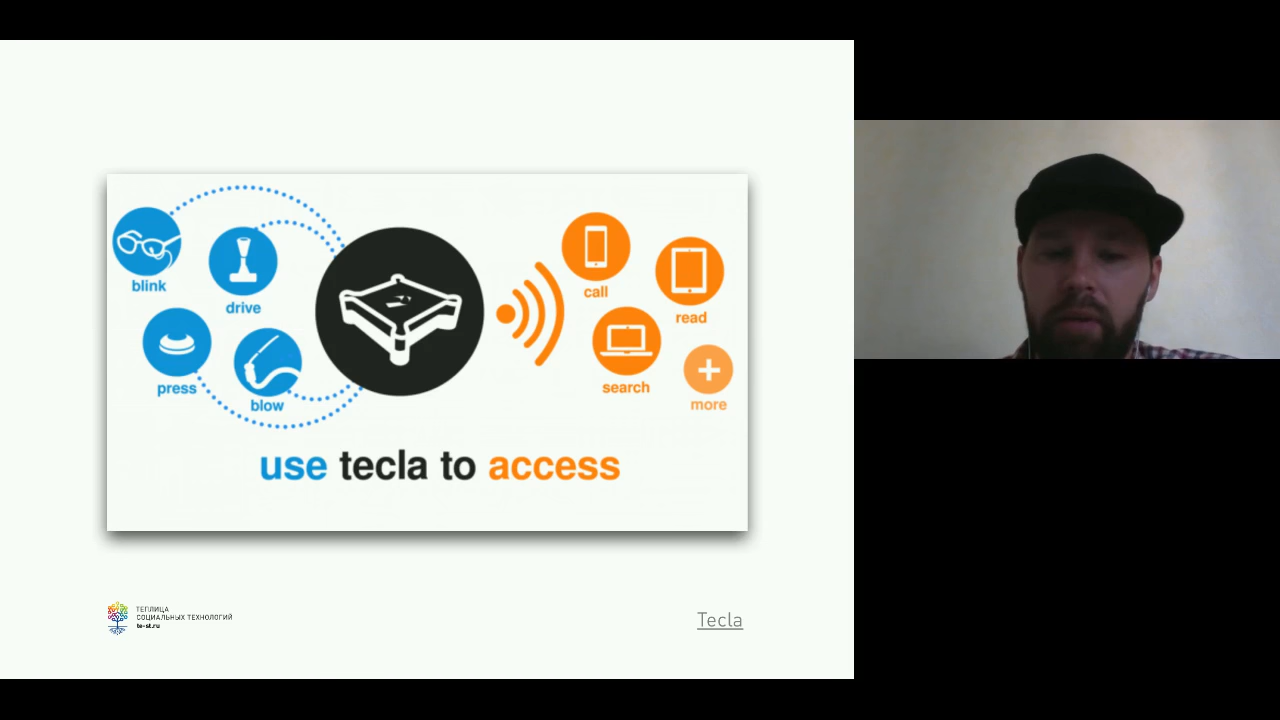 blink
drive
press
blow
call
read
search
more
use tecla to access
ТЕПЛИЦА
СОЦИАЛЬНЫХ ТЕХНОЛОГИЙ
te-st.ru
Tecla